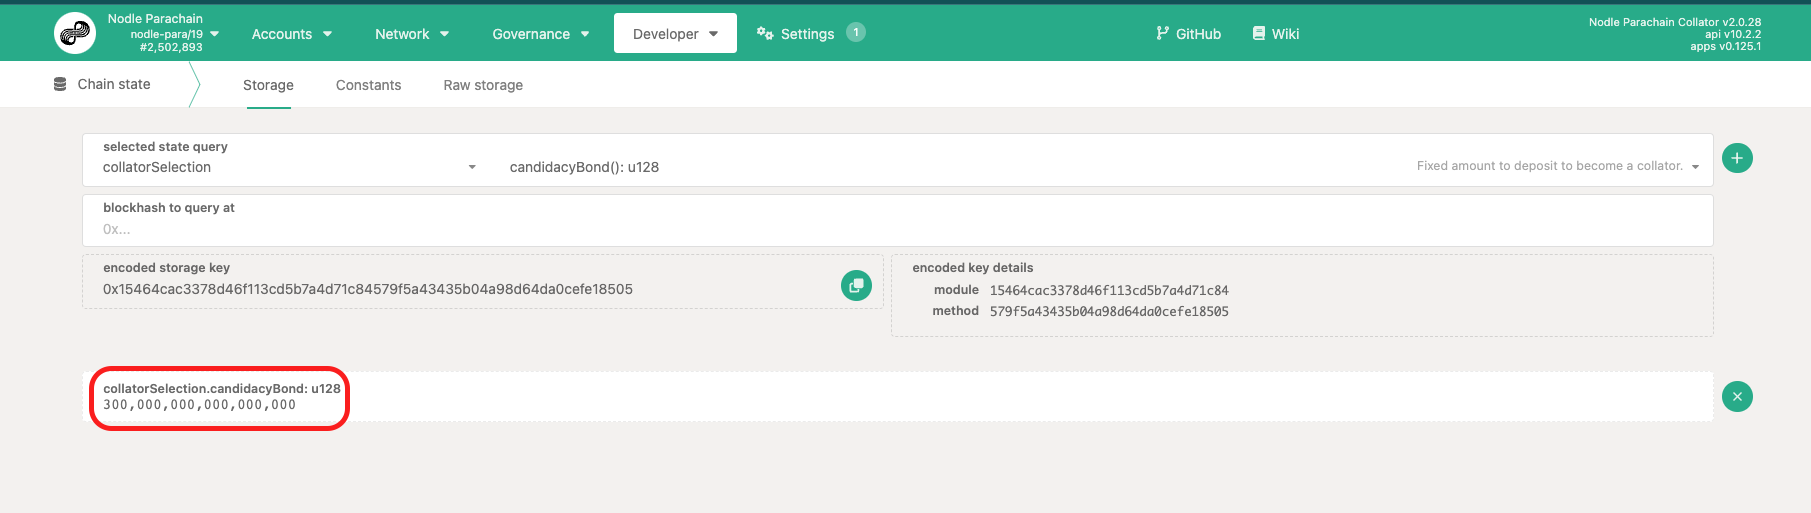 Nodle Parachain
nodle-para/19
#2,502,893
Accounts
Network
Governance
Developer
Settings
1
GitHub
Wiki
Nodle Parachain Collator v2.0.28
api v10.2.2
apps v0.125.1
Chain state
Storage
Constants
Raw storage
selected state query
collatorSelection
candidacyBond(): u128
Fixed amount to deposit to become a collator.
blockhash to query at
0x...
encoded storage key
0x15464cac3378d46f113cd5b7a4d71c84579f5a43435b04a98d64da0cefe18505
encoded key details
module 15464cac3378d46f113cd5b7a4d71c84
method 579f5a43435b04a98d64da0cefe18505
collatorSelection.candidacyBond: u128
300,000,000,000,000,000